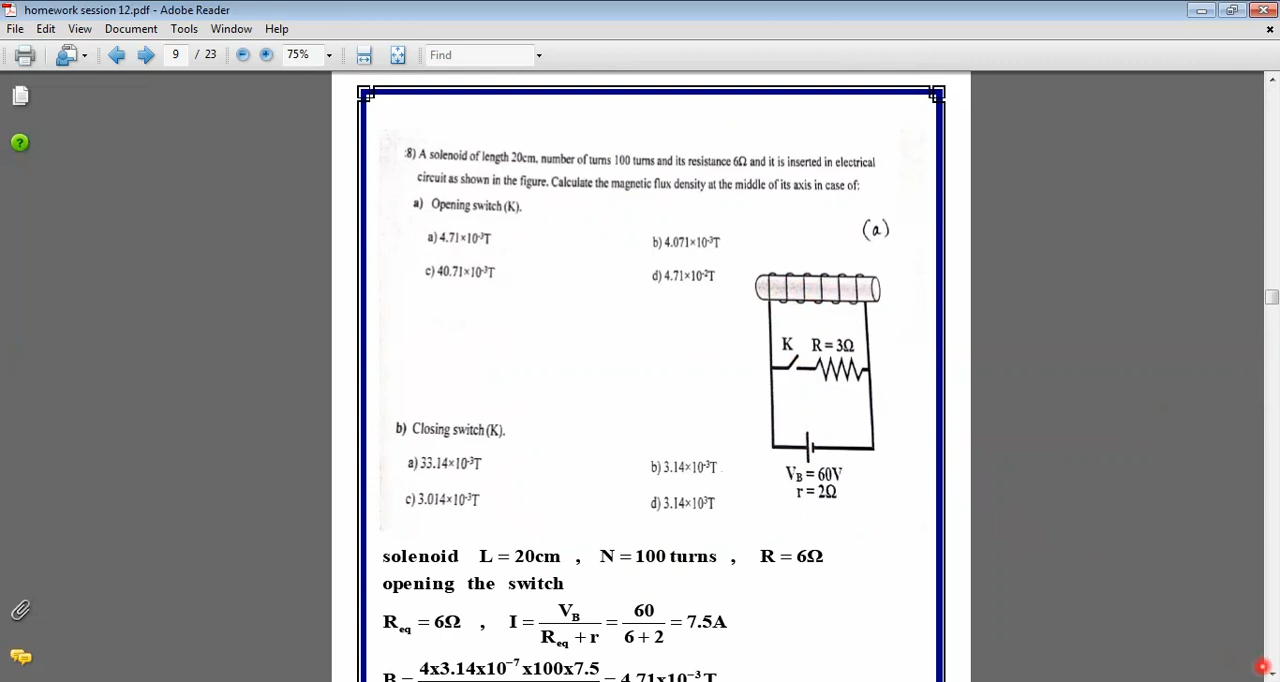 homework session 12.pdf - Adobe Reader
File Edit View Document Tools Window Help
9 / 23 75% Find
:8) A solenoid of length 20cm, number of turns 100 turns and its resistance 6Ω and it is inserted in electrical
circuit as shown in the figure. Calculate the magnetic flux density at the middle of its axis in case of:
a) Opening switch (K).
(a)
a) 4.71×10⁻³T b) 4.071×10⁻³T
c) 40.71×10⁻³T d) 4.71×10⁻²T
K R = 3Ω
b) Closing switch (K).
a) 33.14×10⁻³T b) 3.14×10⁻³T
V_B = 60V
r = 2Ω
c) 3.014×10⁻³T d) 3.14×10³T
solenoid L = 20cm , N = 100 turns , R = 6Ω
opening the switch
R_eq = 6Ω , I = V_B / (R_eq + r) = 60 / (6 + 2) = 7.5A
B = 4x3.14x10⁻⁷x100x7.5 = 4.71x10⁻³T